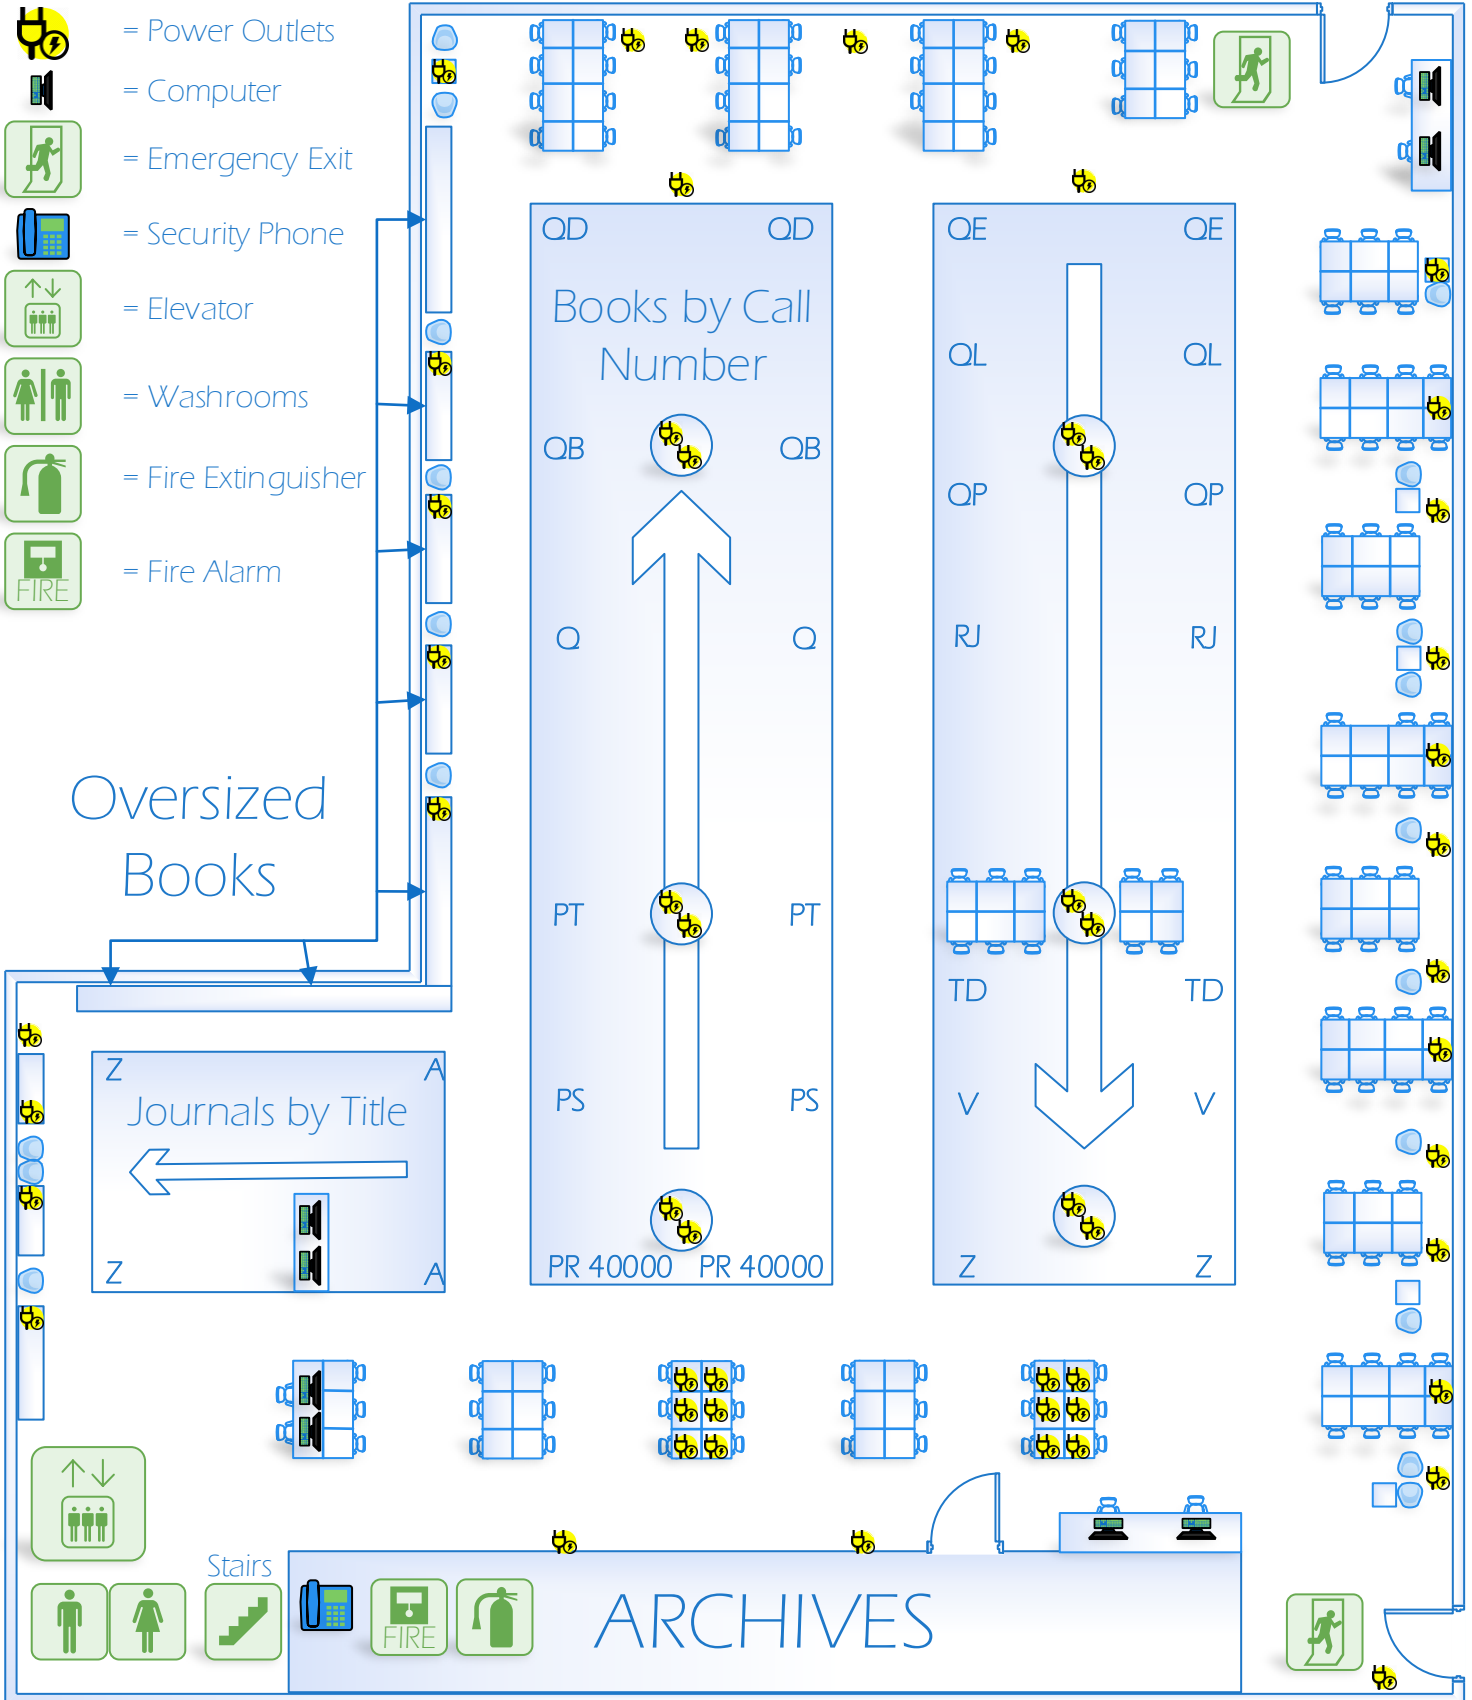 = Power Outlets
= Computer
= Emergency Exit
= Security Phone
= Elevator
= Washrooms
= Fire Extinguisher
FIRE
= Fire Alarm
Oversized
Books
QD QD
Books by Call
Number
QB QB
Q Q
PT PT
PS PS
PR 40000 PR 40000
QE QE
QL QL
QP QP
RJ RJ
TD TD
V V
Z Z
Z A
Journals by Title
Z A
Stairs
FIRE
ARCHIVES